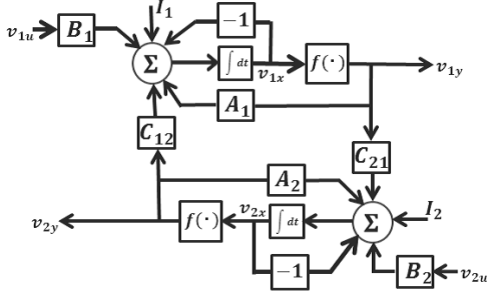 I₁
−1
v₁ᵤ B₁ Σ ∫dt v₁ₓ f(·) v₁y
A₁
C₁₂ C₂₁
A₂
v₂y f(·) v₂ₓ ∫dt Σ I₂
−1 B₂ v₂ᵤ